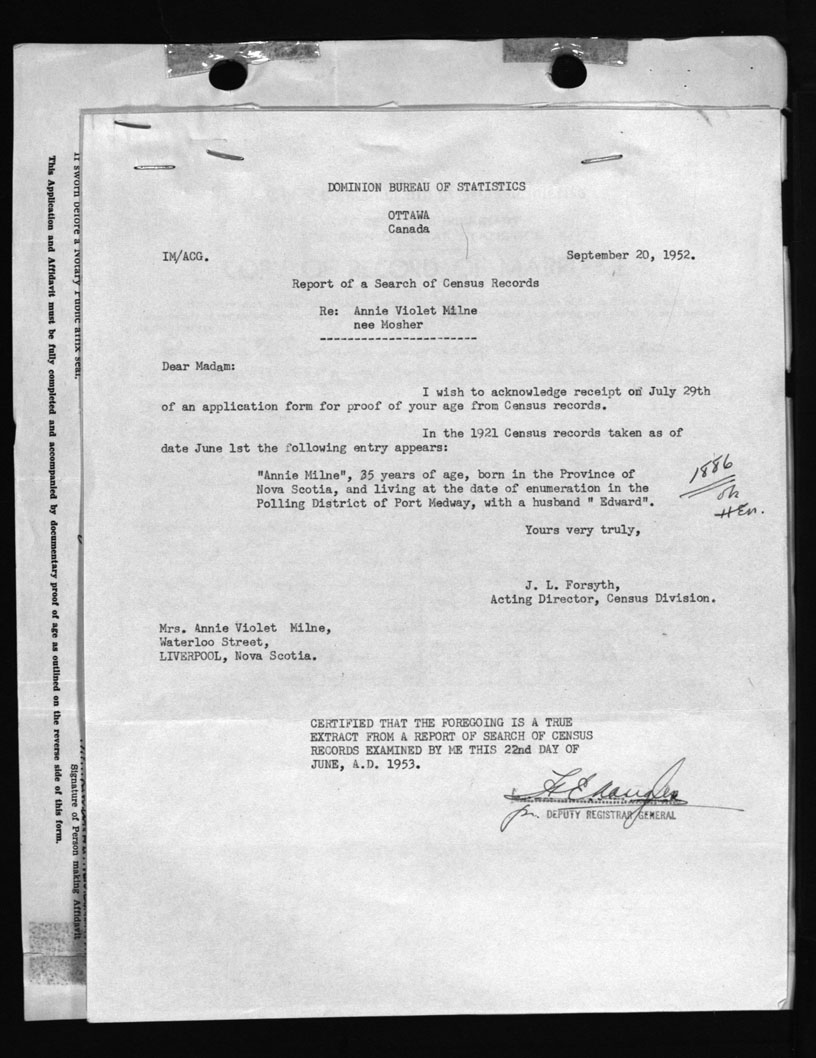 DOMINION BUREAU OF STATISTICS
OTTAWA
Canada
IM/ACG.
September 20, 1952.
Report of a Search of Census Records
Re: Annie Violet Milne
nee Mosher
-----------------------
Dear Madam:
I wish to acknowledge receipt on July 29th
of an application form for proof of your age from Census records.
In the 1921 Census records taken as of
date June 1st the following entry appears:
"Annie Milne", 35 years of age, born in the Province of
Nova Scotia, and living at the date of enumeration in the
Polling District of Port Medway, with a husband " Edward".
1886
ok
Yours very truly,
J. L. Forsyth,
Acting Director, Census Division.
Mrs. Annie Violet Milne,
Waterloo Street,
LIVERPOOL, Nova Scotia.
CERTIFIED THAT THE FOREGOING IS A TRUE
EXTRACT FROM A REPORT OF SEARCH OF CENSUS
RECORDS EXAMINED BY ME THIS 22nd DAY OF
JUNE, A.D. 1953.
DEPUTY REGISTRAR GENERAL
If sworn before a Notary Public affix seal.
This Application and Affidavit must be fully completed and accompanied by documentary proof of age as outlined on the reverse side of this form.
Signature of Person making Affidavit